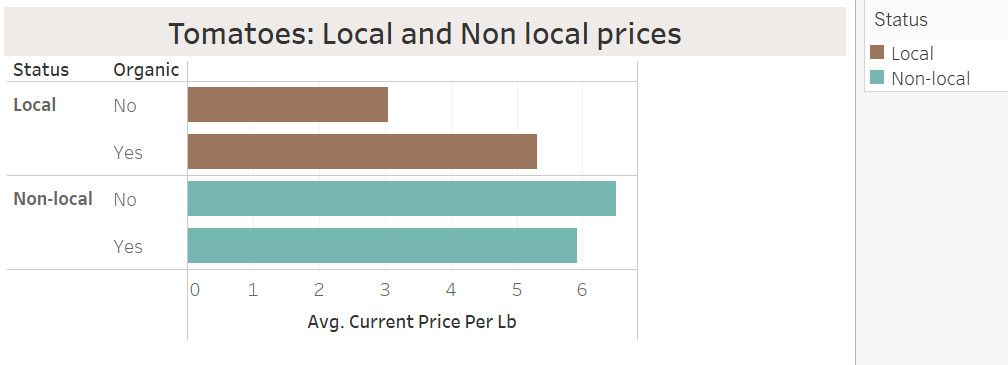 Tomatoes: Local and Non local prices
Status Organic
Local No
Yes
Non-local No
Yes
0 1 2 3 4 5 6
Avg. Current Price Per Lb
Status
Local
Non-local